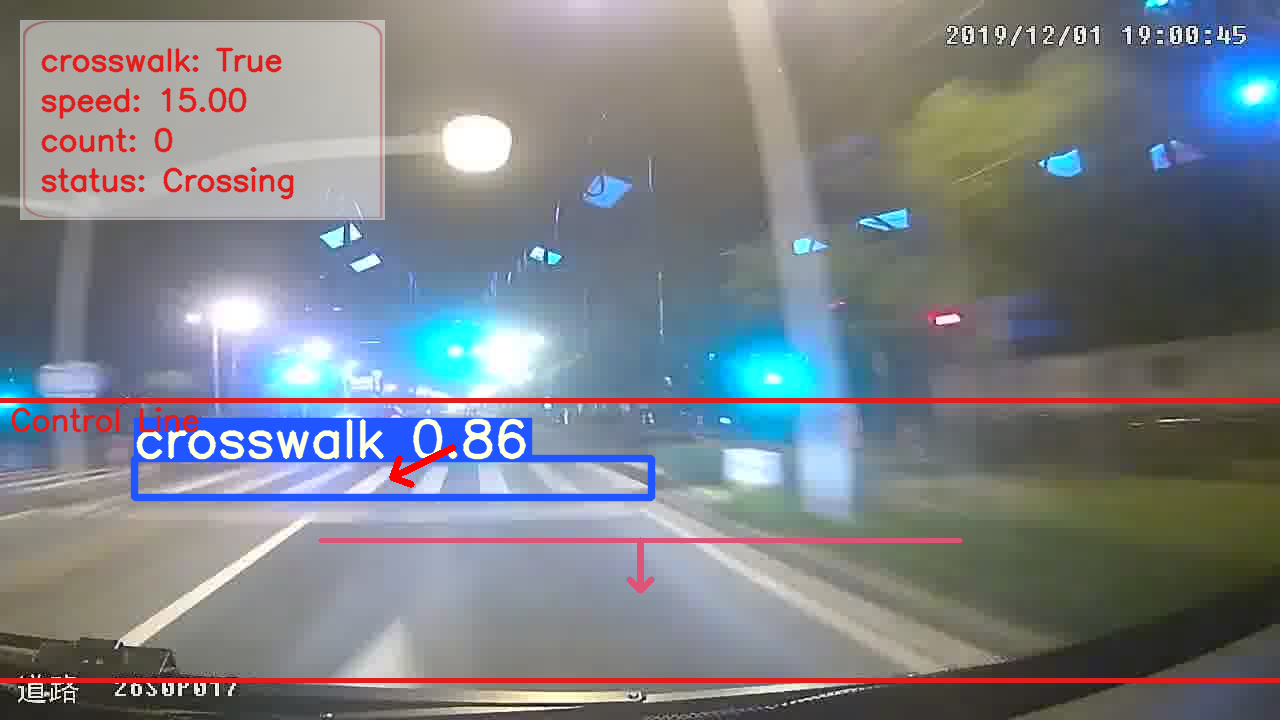 crosswalk: True
speed: 15.00
count: 0
status: Crossing
2019/12/01 19:00:45
Control Line
crosswalk 0.86
道路